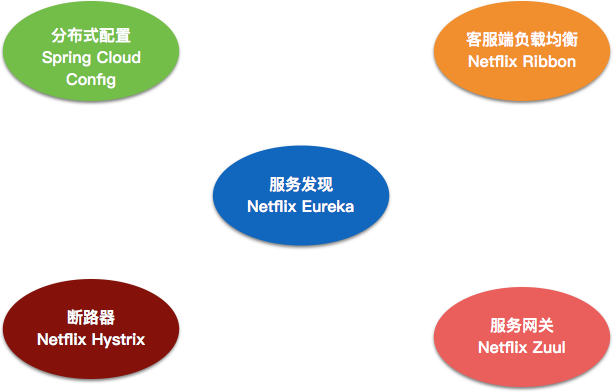 分布式配置
Spring Cloud
Config
客服端负载均衡
Netflix Ribbon
服务发现
Netflix Eureka
断路器
Netflix Hystrix
服务网关
Netflix Zuul